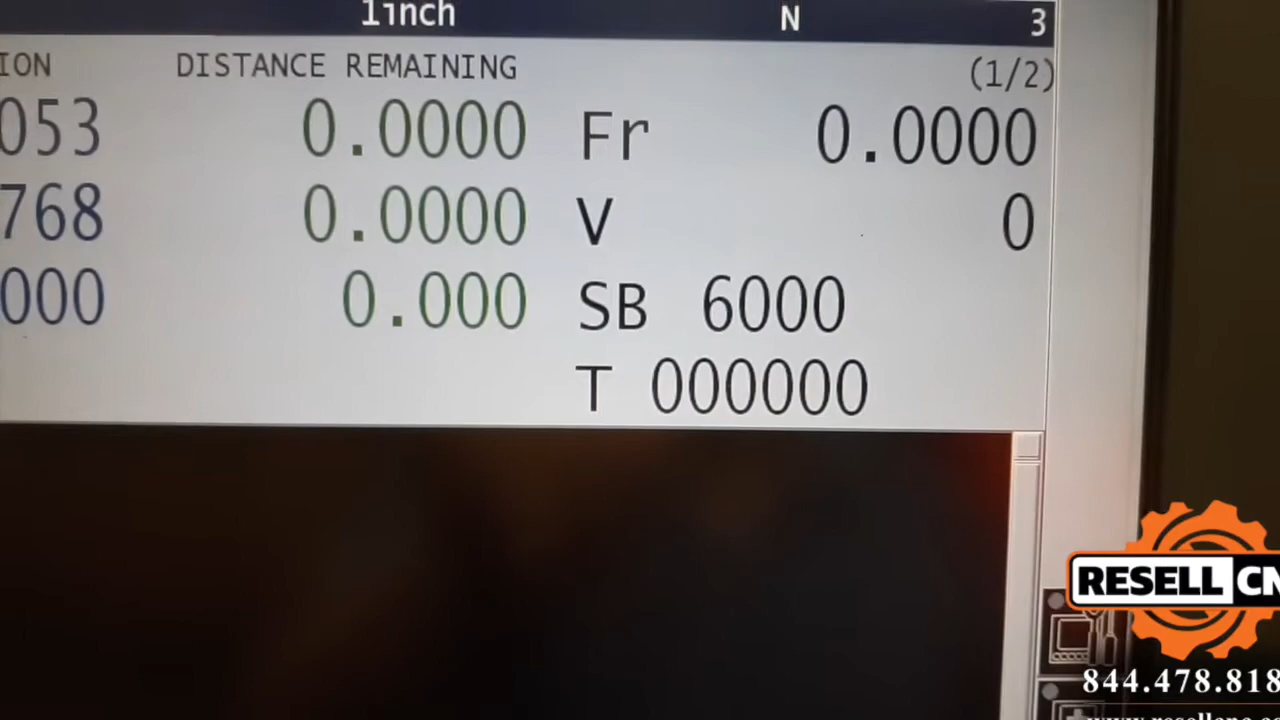 1inch N 3
ION DISTANCE REMAINING (1/2)
053 0.0000 Fr 0.0000
768 0.0000 V 0
000 0.000 SB 6000
T 000000
RESELL CN
844.478.818